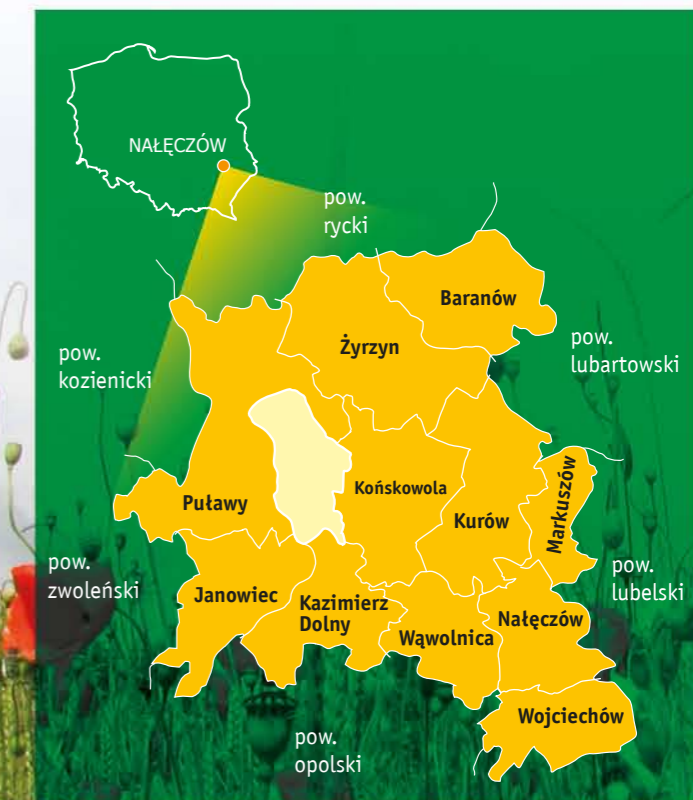 NAŁĘCZÓW
pow.
rycki
Baranów
Żyrzyn
pow.
lubartowski
pow.
kozienicki
Końskowola
Markuszów
Puławy
Kurów
pow.
zwoleński
pow.
lubelski
Janowiec
Kazimierz
Dolny
Nałęczów
Wąwolnica
Wojciechów
pow.
opolski